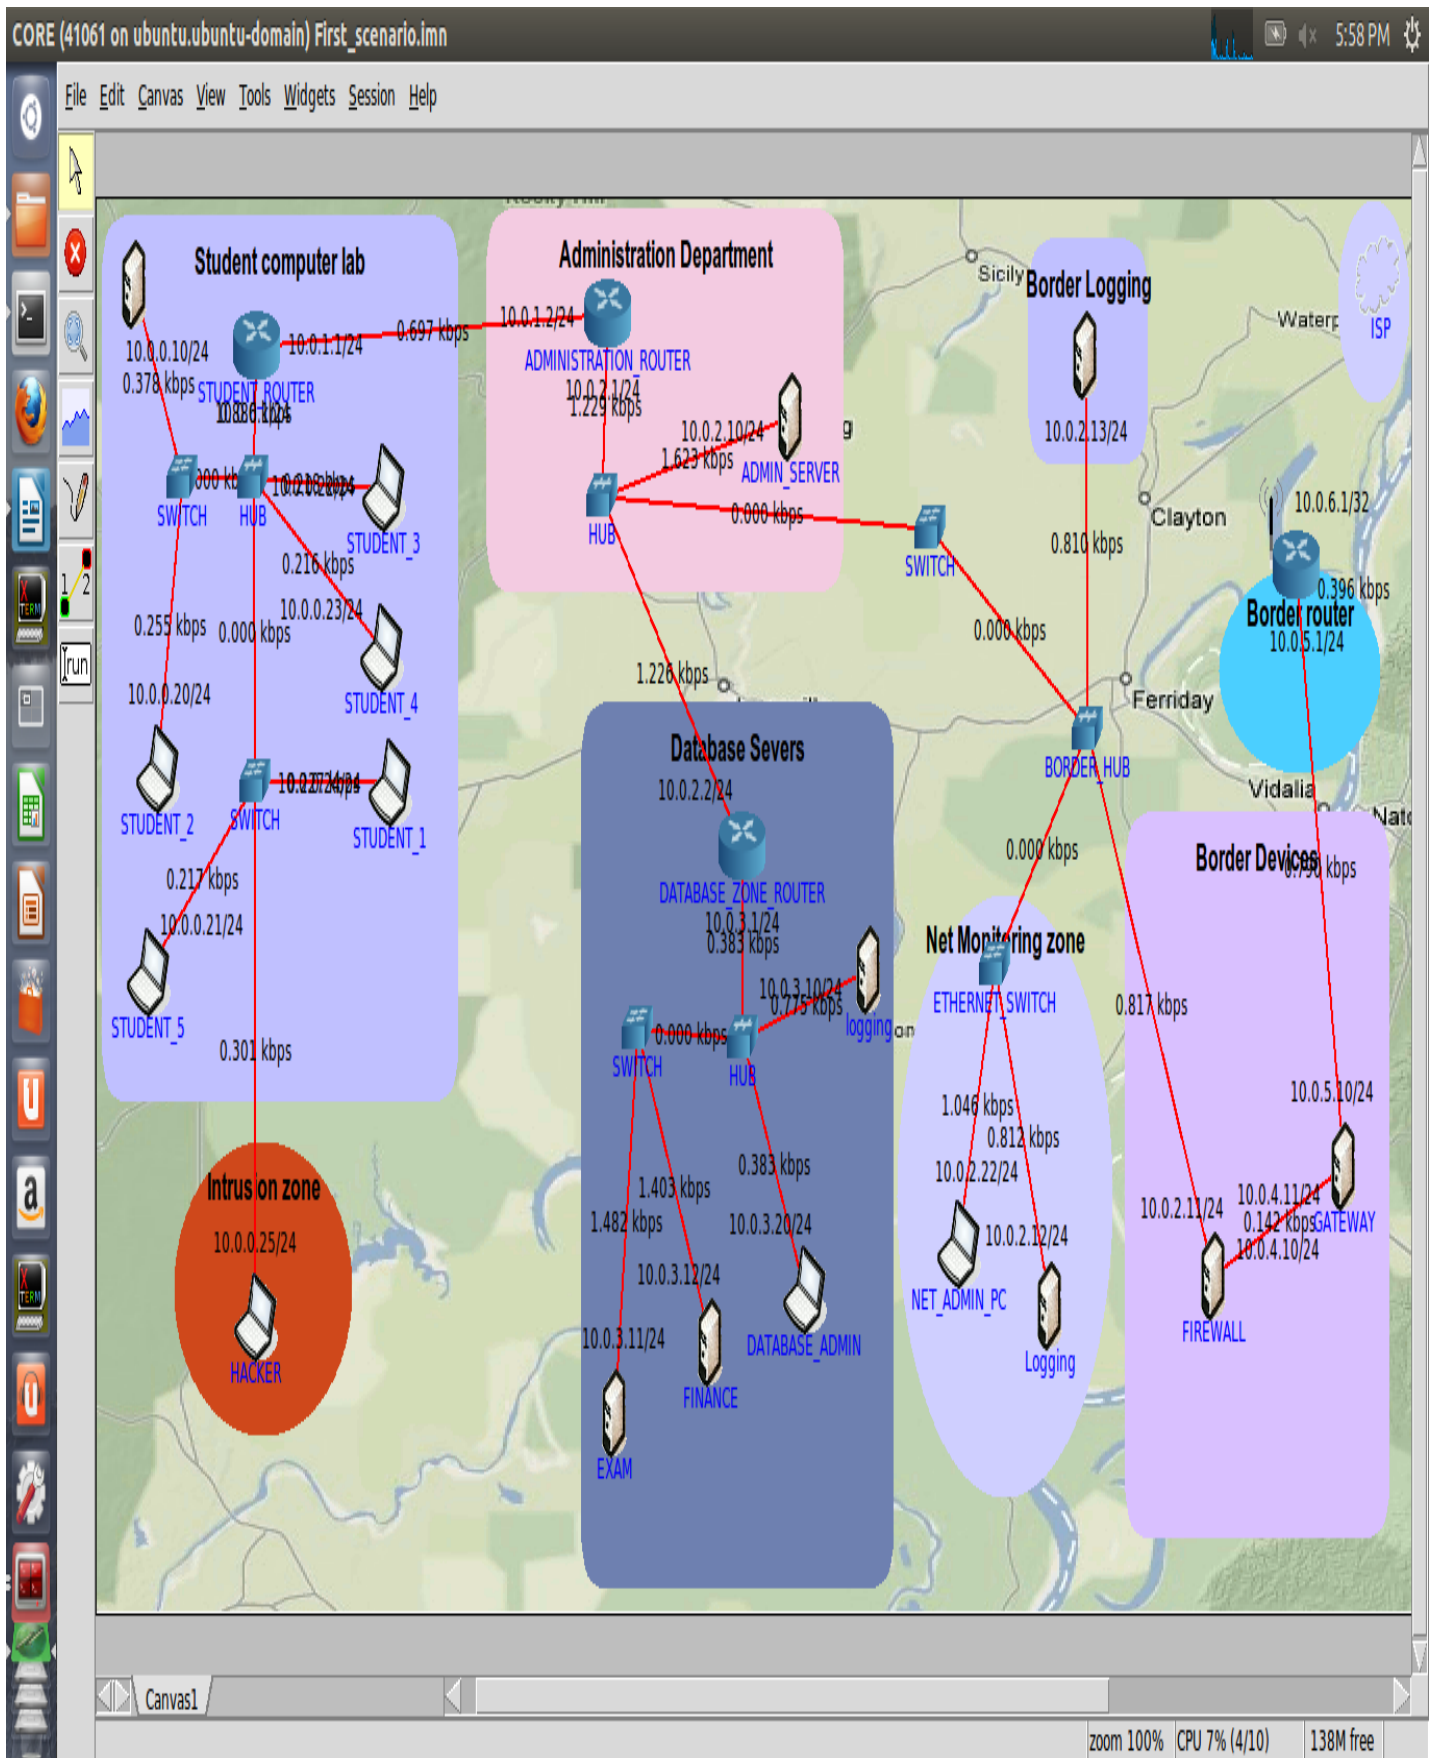 CORE (41061 on ubuntu.ubuntu-domain) First_scenario.imn
5:58 PM
File Edit Canvas View Tools Widgets Session Help
1 2
run
Student computer lab
10.0.0.10/24
0.378 kbps
10.0.1.1/24
STUDENT_ROUTER
0.697 kbps
SWITCH
HUB
STUDENT_3
0.216 kbps
10.0.0.23/24
STUDENT_4
0.255 kbps
0.000 kbps
10.0.0.20/24
STUDENT_2
SWITCH
STUDENT_1
0.217 kbps
10.0.0.21/24
STUDENT_5
0.301 kbps
Intrusion zone
10.0.0.25/24
HACKER
Administration Department
10.0.1.2/24
ADMINISTRATION_ROUTER
10.0.2.1/24
1.229 kbps
10.0.2.10/24
1.623 kbps
ADMIN_SERVER
HUB
0.000 kbps
SWITCH
0.000 kbps
1.226 kbps
Database Severs
10.0.2.2/24
DATABASE_ZONE_ROUTER
10.0.3.1/24
0.383 kbps
10.0.3.10/24
0.775 kbps
logging
SWITCH
0.000 kbps
HUB
0.383 kbps
1.403 kbps
1.482 kbps
10.0.3.20/24
10.0.3.12/24
10.0.3.11/24
DATABASE_ADMIN
FINANCE
EXAM
Sicily
Border Logging
10.0.2.13/24
0.810 kbps
Clayton
Ferriday
Vidalia
BORDER_HUB
0.000 kbps
Net Monitoring zone
ETHERNET_SWITCH
1.046 kbps
0.812 kbps
10.0.2.22/24
10.0.2.12/24
NET_ADMIN_PC
Logging
ISP
10.0.6.1/32
0.396 kbps
Border router
10.0.5.1/24
Border Devices
0.817 kbps
10.0.5.10/24
10.0.2.11/24
10.0.4.11/24
0.142 kbps
GATEWAY
10.0.4.10/24
FIREWALL
Canvas1
zoom 100% CPU 7% (4/10) 138M free